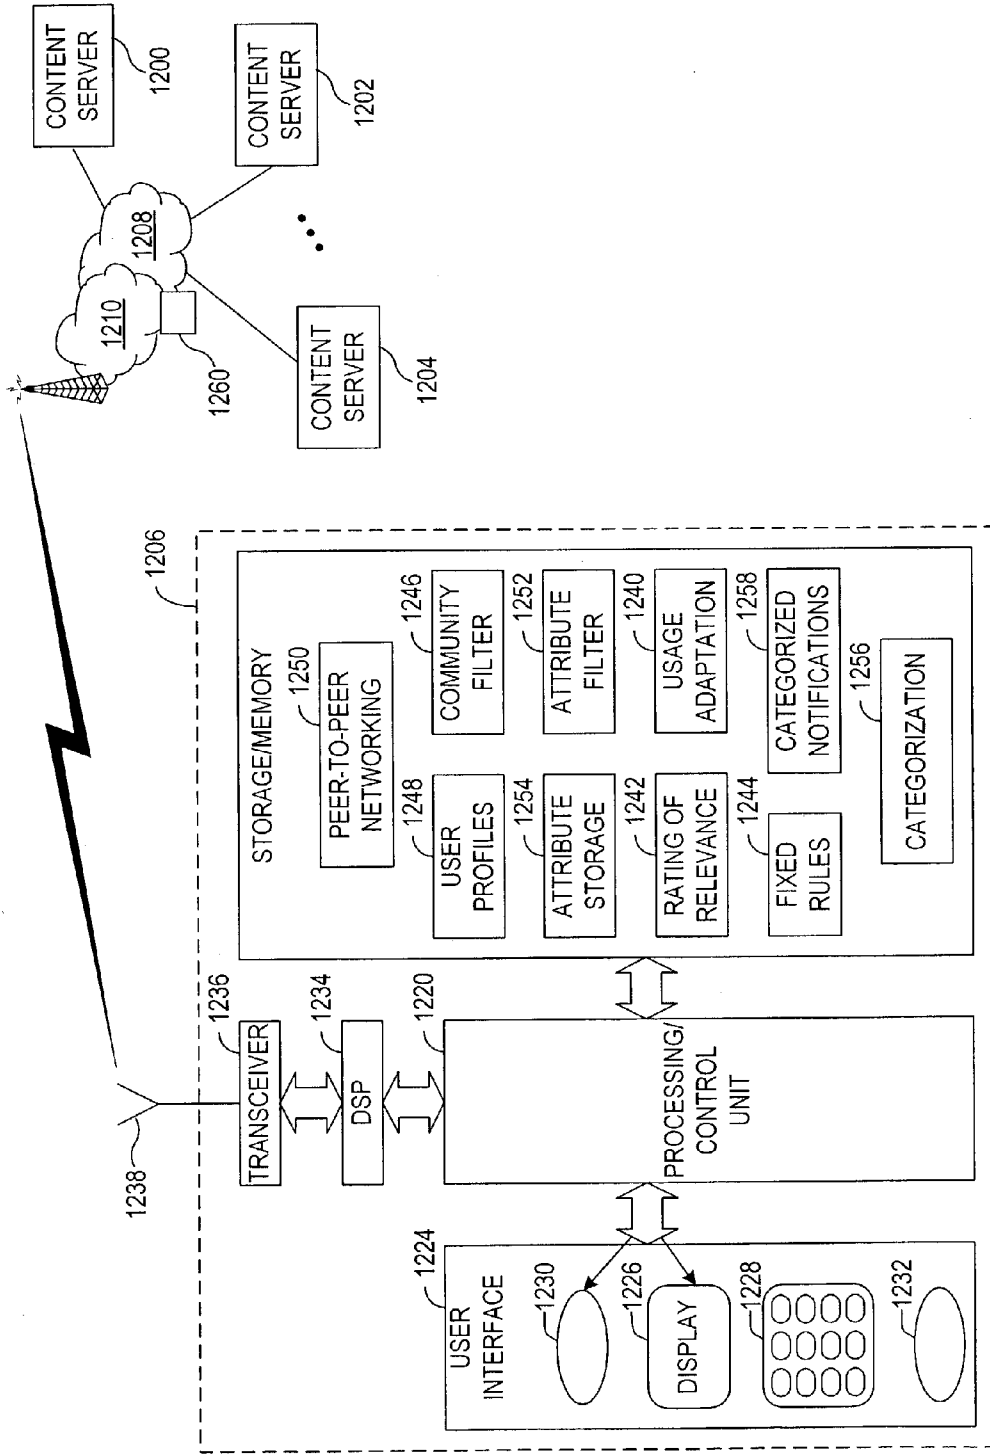 CONTENT
SERVER
1200
CONTENT
SERVER
1202
1208
1210
1260
CONTENT
SERVER
1204
1206
1238
1236
TRANSCEIVER
1234
DSP
1220
PROCESSING/
CONTROL
UNIT
1224
USER
INTERFACE
1230
1226
DISPLAY
1228
1232
STORAGE/MEMORY
1250
PEER-TO-PEER
NETWORKING
1248
USER
PROFILES
1246
COMMUNITY
FILTER
1254
ATTRIBUTE
STORAGE
1252
ATTRIBUTE
FILTER
1242
RATING OF
RELEVANCE
1240
USAGE
ADAPTATION
1244
FIXED
RULES
1258
CATEGORIZED
NOTIFICATIONS
1256
CATEGORIZATION